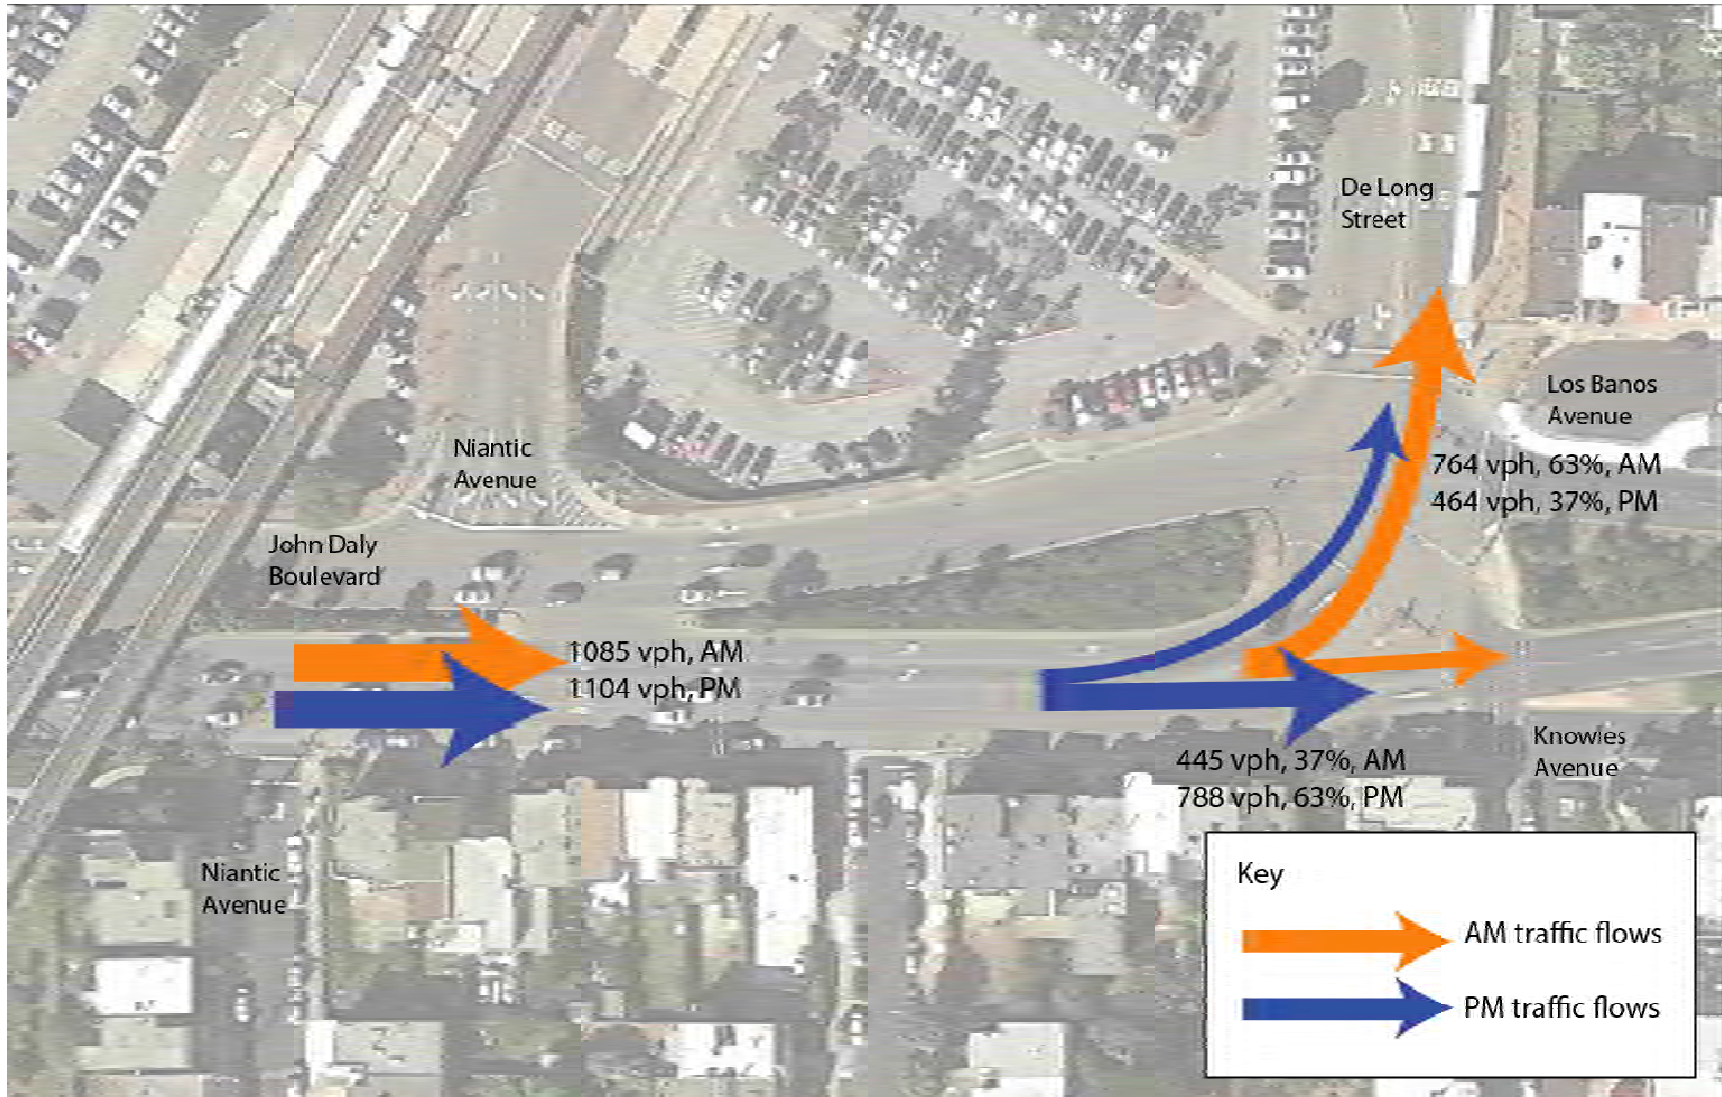 De Long
Street
Los Banos
Avenue
764 vph, 63%, AM
464 vph, 37%, PM
Niantic
Avenue
John Daly
Boulevard
1085 vph, AM
1104 vph, PM
445 vph, 37%, AM
788 vph, 63%, PM
Knowles
Avenue
Niantic
Avenue
Key
AM traffic flows
PM traffic flows